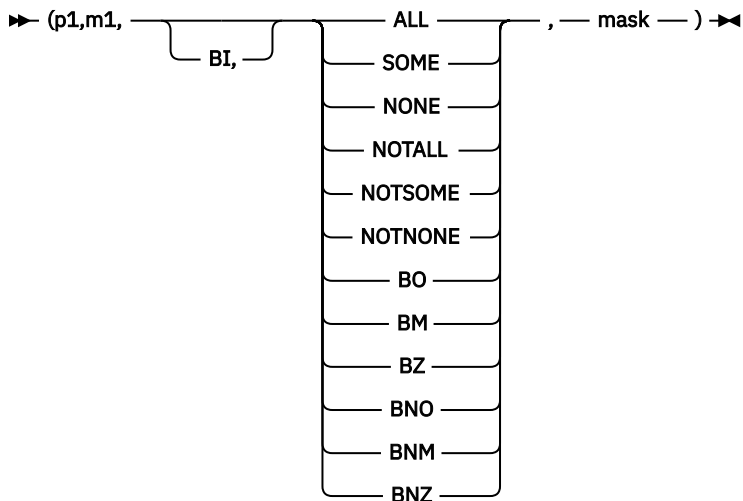 (p1,m1, ALL , mask )
BI,
SOME
NONE
NOTALL
NOTSOME
NOTNONE
BO
BM
BZ
BNO
BNM
BNZ